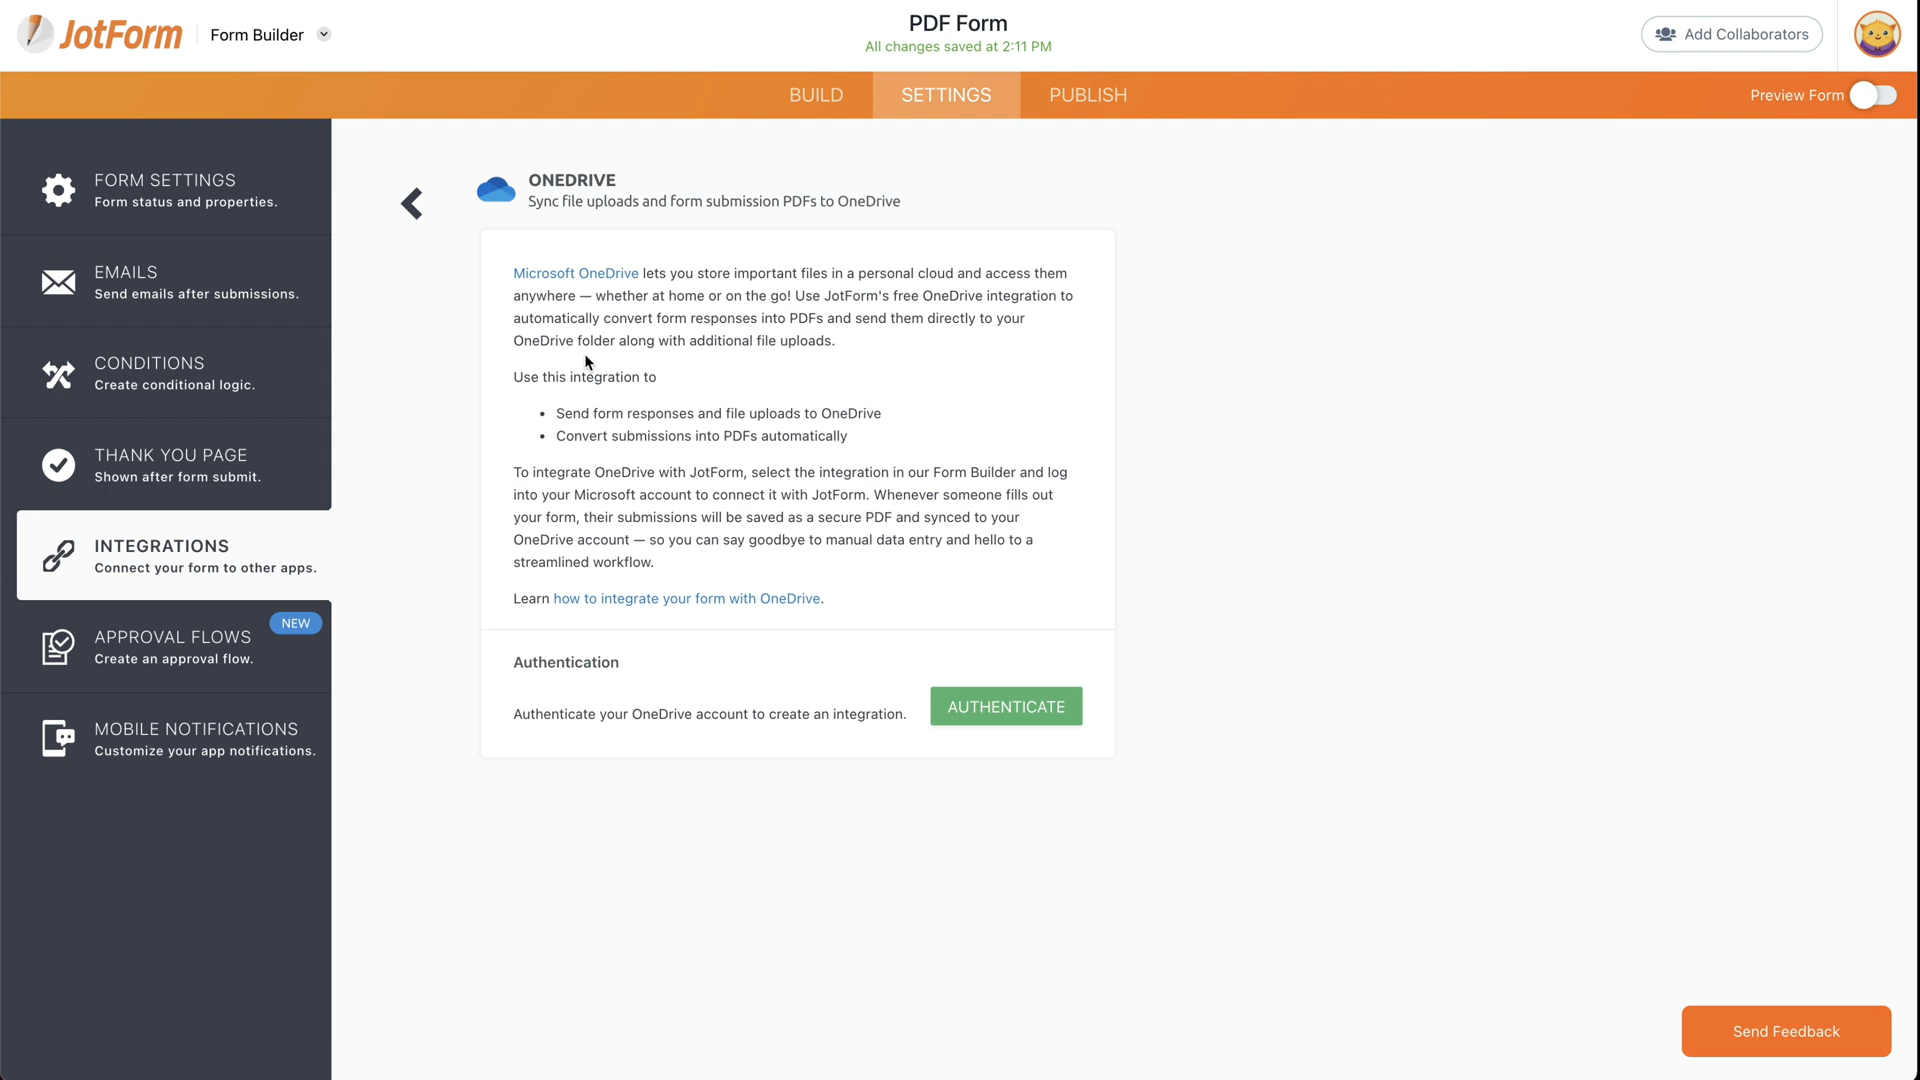 JotForm
Form Builder
PDF Form
All changes saved at 2:11 PM
Add Collaborators
BUILD
SETTINGS
PUBLISH
Preview Form
FORM SETTINGS
Form status and properties.
EMAILS
Send emails after submissions.
CONDITIONS
Create conditional logic.
THANK YOU PAGE
Shown after form submit.
INTEGRATIONS
Connect your form to other apps.
NEW
APPROVAL FLOWS
Create an approval flow.
MOBILE NOTIFICATIONS
Customize your app notifications.
ONEDRIVE
Sync file uploads and form submission PDFs to OneDrive
Microsoft OneDrive lets you store important files in a personal cloud and access them
anywhere — whether at home or on the go! Use JotForm's free OneDrive integration to
automatically convert form responses into PDFs and send them directly to your
OneDrive folder along with additional file uploads.
Use this integration to
• Send form responses and file uploads to OneDrive
• Convert submissions into PDFs automatically
To integrate OneDrive with JotForm, select the integration in our Form Builder and log
into your Microsoft account to connect it with JotForm. Whenever someone fills out
your form, their submissions will be saved as a secure PDF and synced to your
OneDrive account — so you can say goodbye to manual data entry and hello to a
streamlined workflow.
Learn how to integrate your form with OneDrive.
Authentication
Authenticate your OneDrive account to create an integration.
AUTHENTICATE
Send Feedback